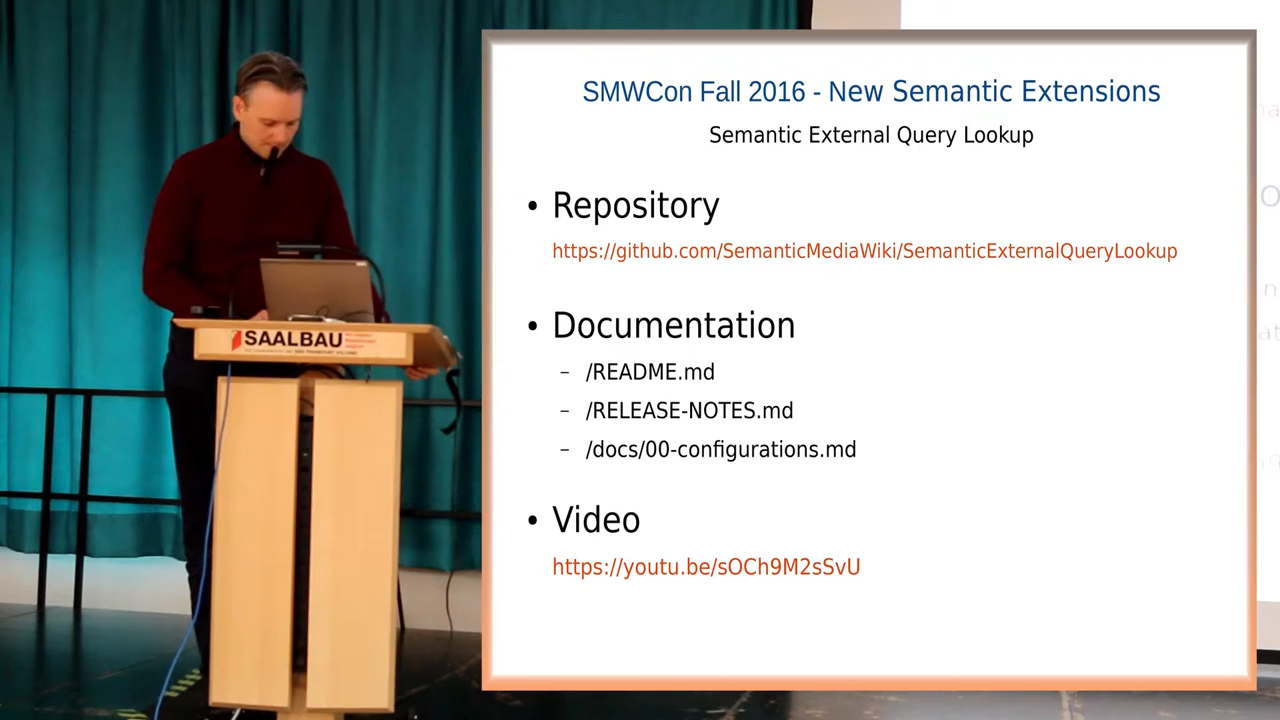 SMWCon Fall 2016 - New Semantic Extensions
Semantic External Query Lookup
• Repository
https://github.com/SemanticMediaWiki/SemanticExternalQueryLookup
• Documentation
– /README.md
– /RELEASE-NOTES.md
– /docs/00-configurations.md
• Video
https://youtu.be/sOCh9M2sSvU
SAALBAU